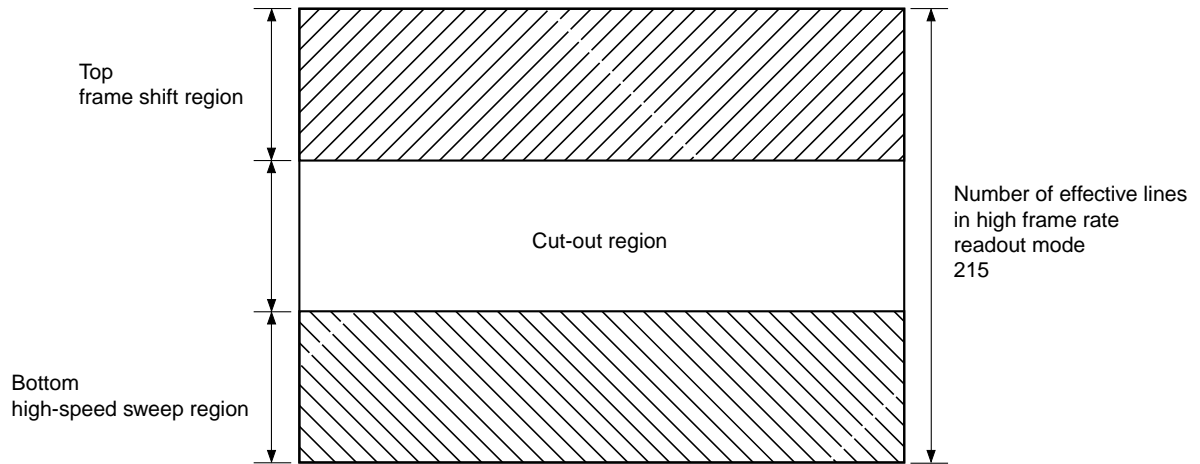 Top
frame shift region
Cut-out region
Number of effective lines
in high frame rate
readout mode
215
Bottom
high-speed sweep region